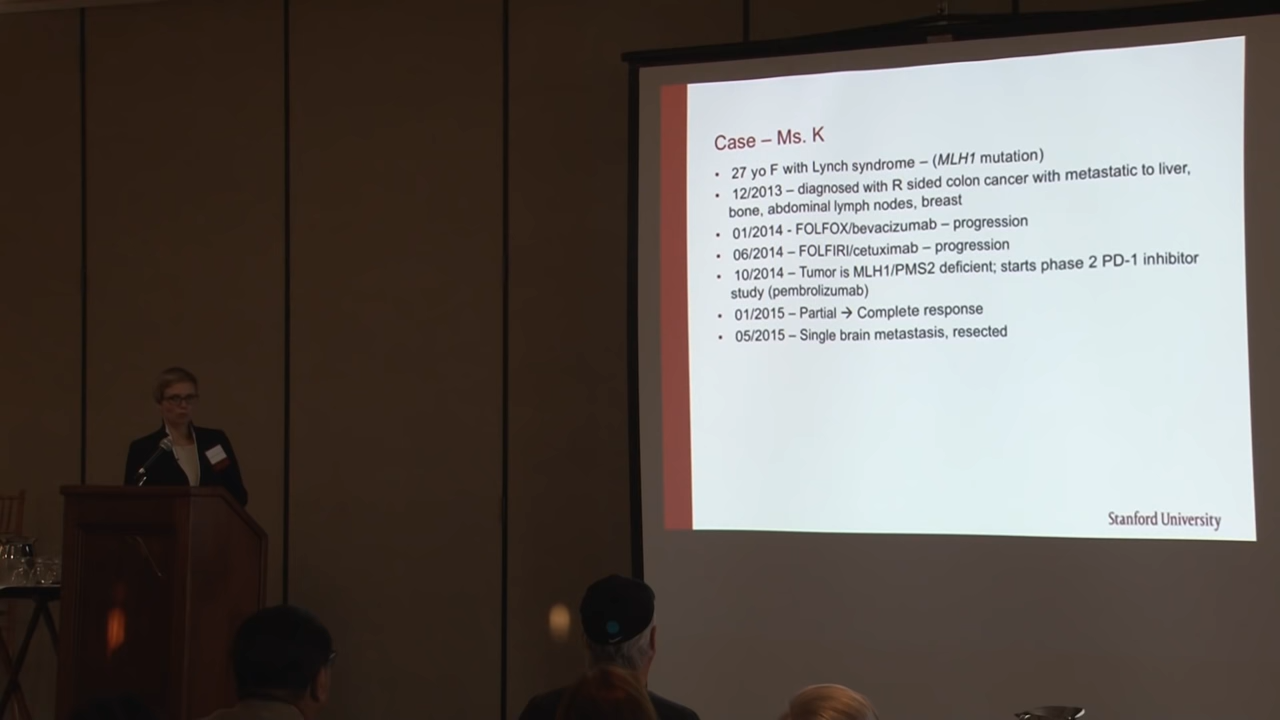 Case – Ms. K
• 27 yo F with Lynch syndrome – (MLH1 mutation)
• 12/2013 – diagnosed with R sided colon cancer with metastatic to liver,
bone, abdominal lymph nodes, breast
• 01/2014 - FOLFOX/bevacizumab – progression
• 06/2014 – FOLFIRI/cetuximab – progression
• 10/2014 – Tumor is MLH1/PMS2 deficient; starts phase 2 PD-1 inhibitor
study (pembrolizumab)
• 01/2015 – Partial → Complete response
• 05/2015 – Single brain metastasis, resected
Stanford University